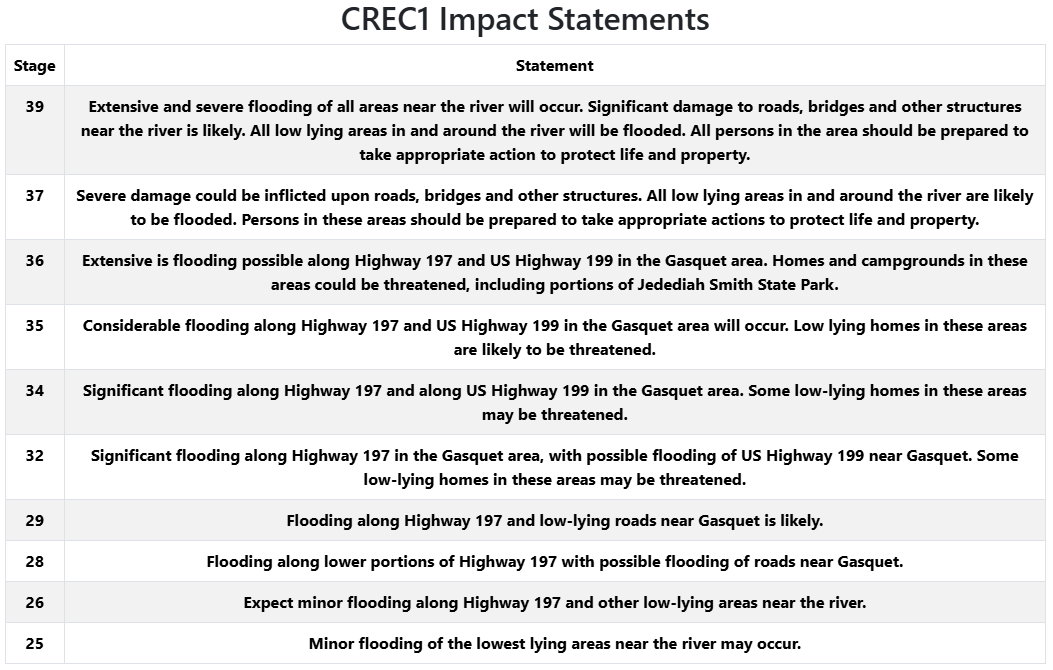 CREC1 Impact Statements
Stage Statement
39 Extensive and severe flooding of all areas near the river will occur. Significant damage to roads, bridges and other structures
near the river is likely. All low lying areas in and around the river will be flooded. All persons in the area should be prepared to
take appropriate action to protect life and property.
37 Severe damage could be inflicted upon roads, bridges and other structures. All low lying areas in and around the river are likely
to be flooded. Persons in these areas should be prepared to take appropriate actions to protect life and property.
36 Extensive is flooding possible along Highway 197 and US Highway 199 in the Gasquet area. Homes and campgrounds in these
areas could be threatened, including portions of Jedediah Smith State Park.
35 Considerable flooding along Highway 197 and US Highway 199 in the Gasquet area will occur. Low lying homes in these areas
are likely to be threatened.
34 Significant flooding along Highway 197 and along US Highway 199 in the Gasquet area. Some low-lying homes in these areas
may be threatened.
32 Significant flooding along Highway 197 in the Gasquet area, with possible flooding of US Highway 199 near Gasquet. Some
low-lying homes in these areas may be threatened.
29 Flooding along Highway 197 and low-lying roads near Gasquet is likely.
28 Flooding along lower portions of Highway 197 with possible flooding of roads near Gasquet.
26 Expect minor flooding along Highway 197 and other low-lying areas near the river.
25 Minor flooding of the lowest lying areas near the river may occur.